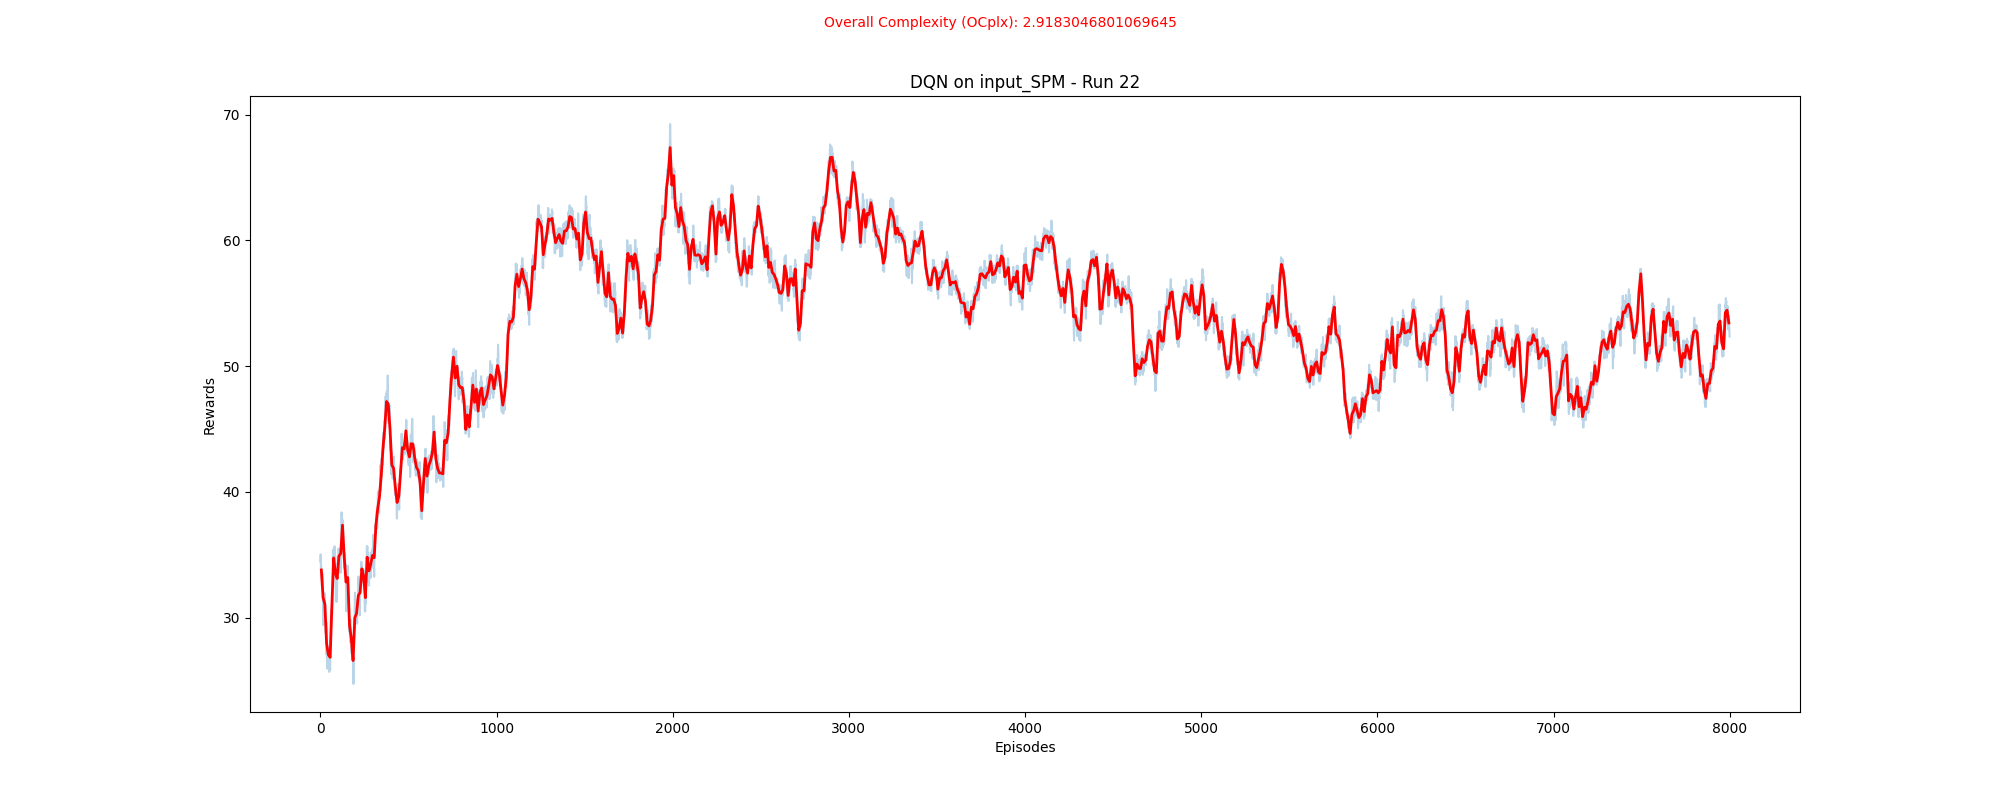 Overall Complexity (OCplx): 2.9183046801069645
DQN on input_SPM - Run 22
70
60
50
40
30
Rewards
0 1000 2000 3000 4000 5000 6000 7000 8000
Episodes